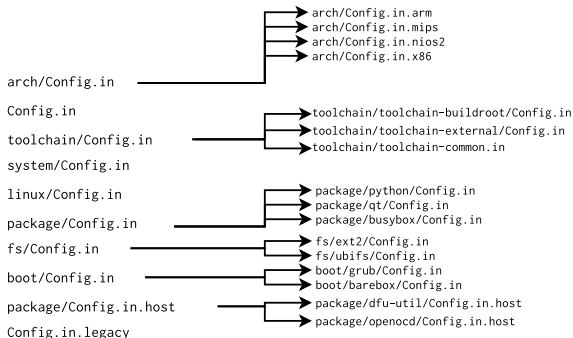 arch/Config.in.arm
arch/Config.in.mips
arch/Config.in.nios2
arch/Config.in.x86
arch/Config.in
Config.in
toolchain/toolchain-buildroot/Config.in
toolchain/toolchain-external/Config.in
toolchain/Config.in
toolchain/toolchain-common.in
system/Config.in
linux/Config.in
package/python/Config.in
package/qt/Config.in
package/busybox/Config.in
package/Config.in
fs/ext2/Config.in
fs/Config.in
fs/ubifs/Config.in
boot/grub/Config.in
boot/Config.in
boot/barebox/Config.in
package/Config.in.host
package/dfu-util/Config.in.host
package/openocd/Config.in.host
Config.in.legacy